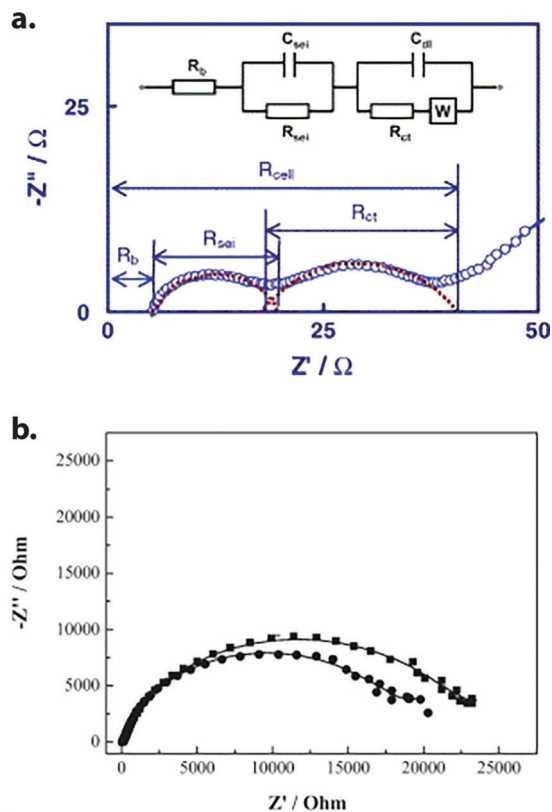 a.
C_sei
C_dl
R_b
R_sei
R_ct
W
25
-Z" / Ω
R_cell
R_ct
R_sei
R_b
0
0
25
50
Z' / Ω
b.
25000
20000
15000
10000
5000
0
-Z" / Ohm
0
5000
10000
15000
20000
25000
Z' / Ohm